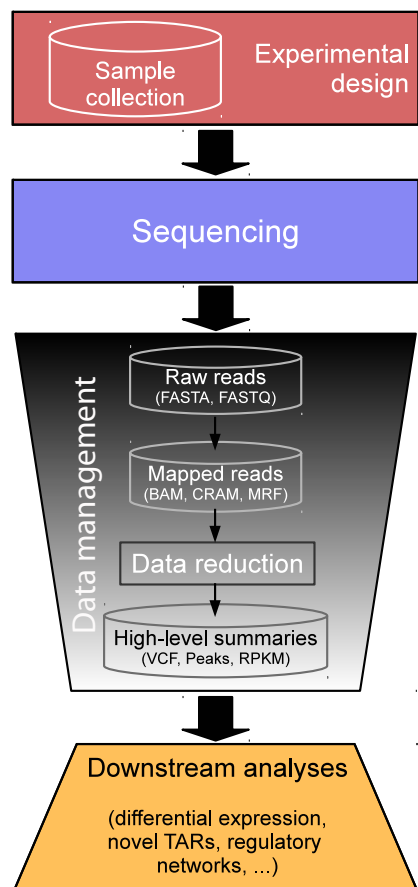 Sample
collection
Experimental
design
Sequencing
Data management
Raw reads
(FASTA, FASTQ)
Mapped reads
(BAM, CRAM, MRF)
Data reduction
High-level summaries
(VCF, Peaks, RPKM)
Downstream analyses
(differential expression,
novel TARs, regulatory
networks, ...)